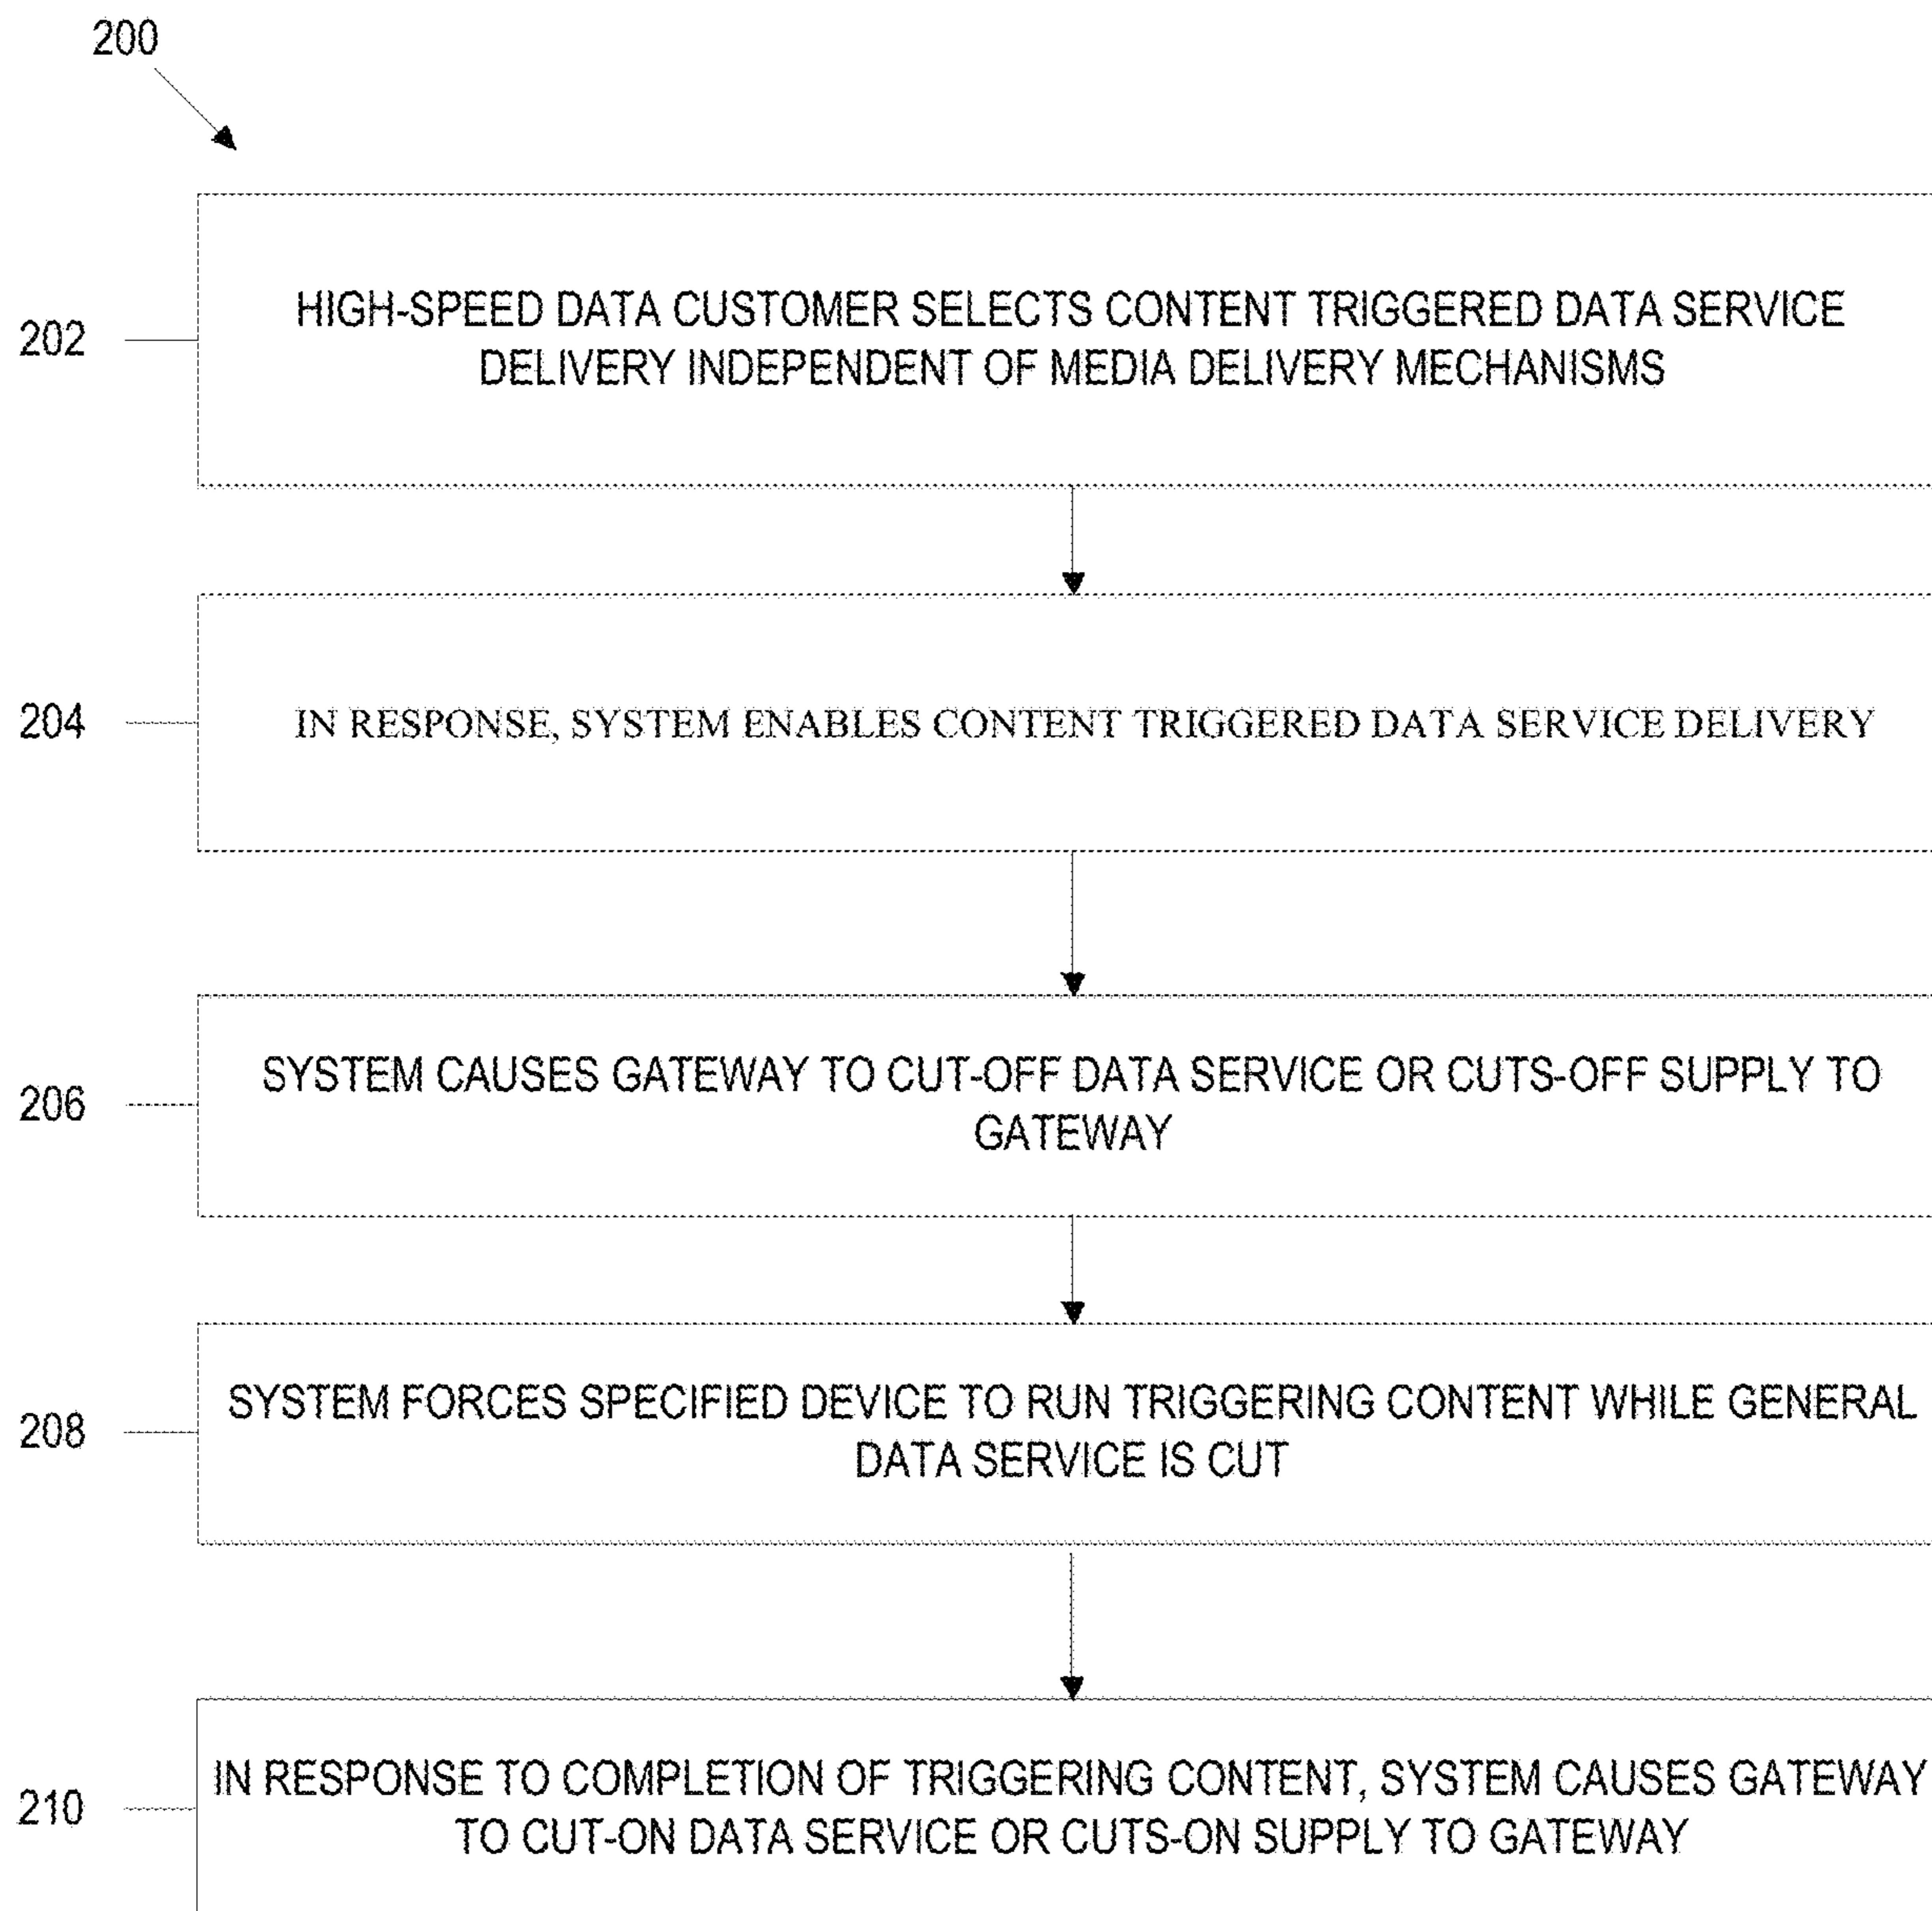 200
202
HIGH-SPEED DATA CUSTOMER SELECTS CONTENT TRIGGERED DATA SERVICE
DELIVERY INDEPENDENT OF MEDIA DELIVERY MECHANISMS
204
IN RESPONSE, SYSTEM ENABLES CONTENT TRIGGERED DATA SERVICE DELIVERY
206
SYSTEM CAUSES GATEWAY TO CUT-OFF DATA SERVICE OR CUTS-OFF SUPPLY TO
GATEWAY
208
SYSTEM FORCES SPECIFIED DEVICE TO RUN TRIGGERING CONTENT WHILE GENERAL
DATA SERVICE IS CUT
210
IN RESPONSE TO COMPLETION OF TRIGGERING CONTENT, SYSTEM CAUSES GATEWAY
TO CUT-ON DATA SERVICE OR CUTS-ON SUPPLY TO GATEWAY